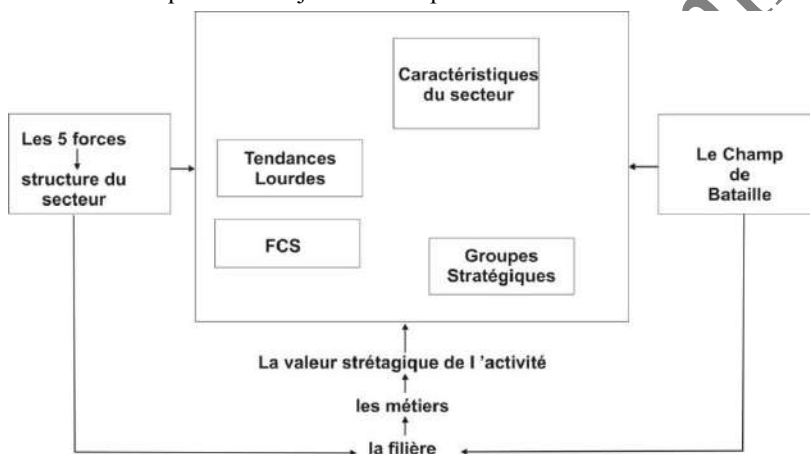 Caractéristiques
du secteur
Les 5 forces
structure du
secteur
Tendances
Lourdes
Le Champ
de
Bataille
FCS
Groupes
Stratégiques
La valeur strétagique de l 'activité
les métiers
la filière